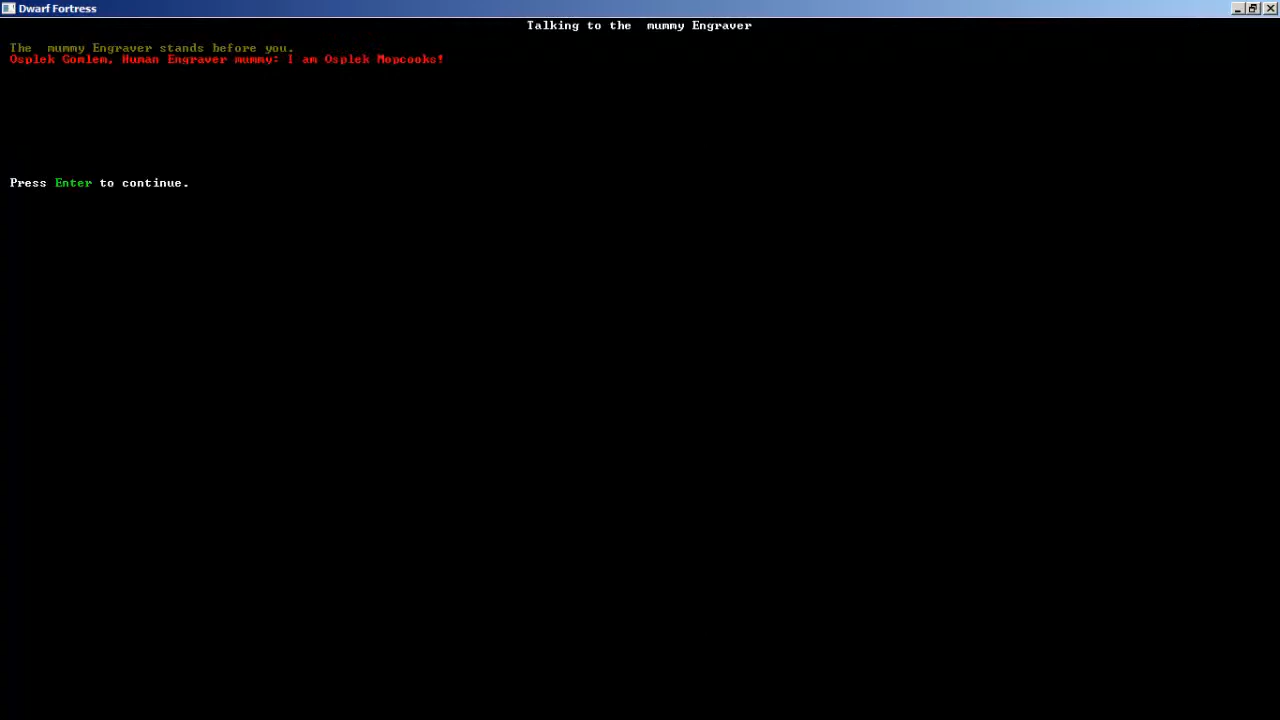 Dwarf Fortress
Talking to the  mummy Engraver
The  mummy Engraver stands before you.
Osplek Gomlem, Human Engraver mummy: I am Osplek Mopcooks!
Press Enter to continue.